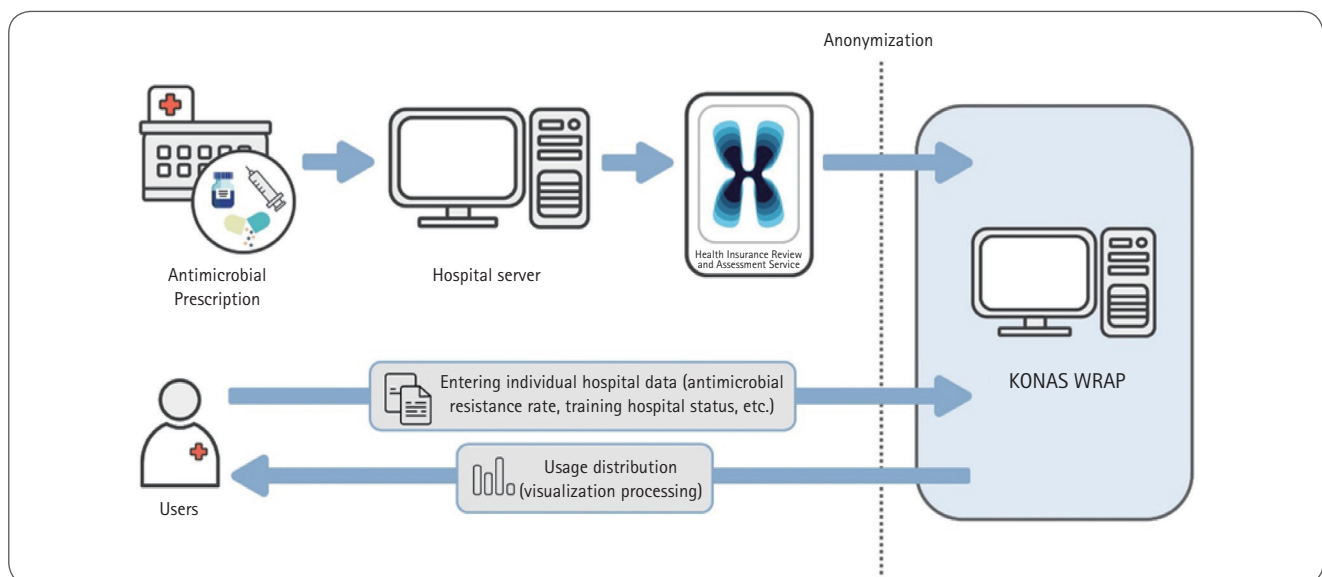 Anonymization
Health Insurance Review
and Assessment Service
Antimicrobial
Prescription
Hospital server
KONAS WRAP
Entering individual hospital data (antimicrobial
resistance rate, training hospital status, etc.)
Usage distribution
(visualization processing)
Users